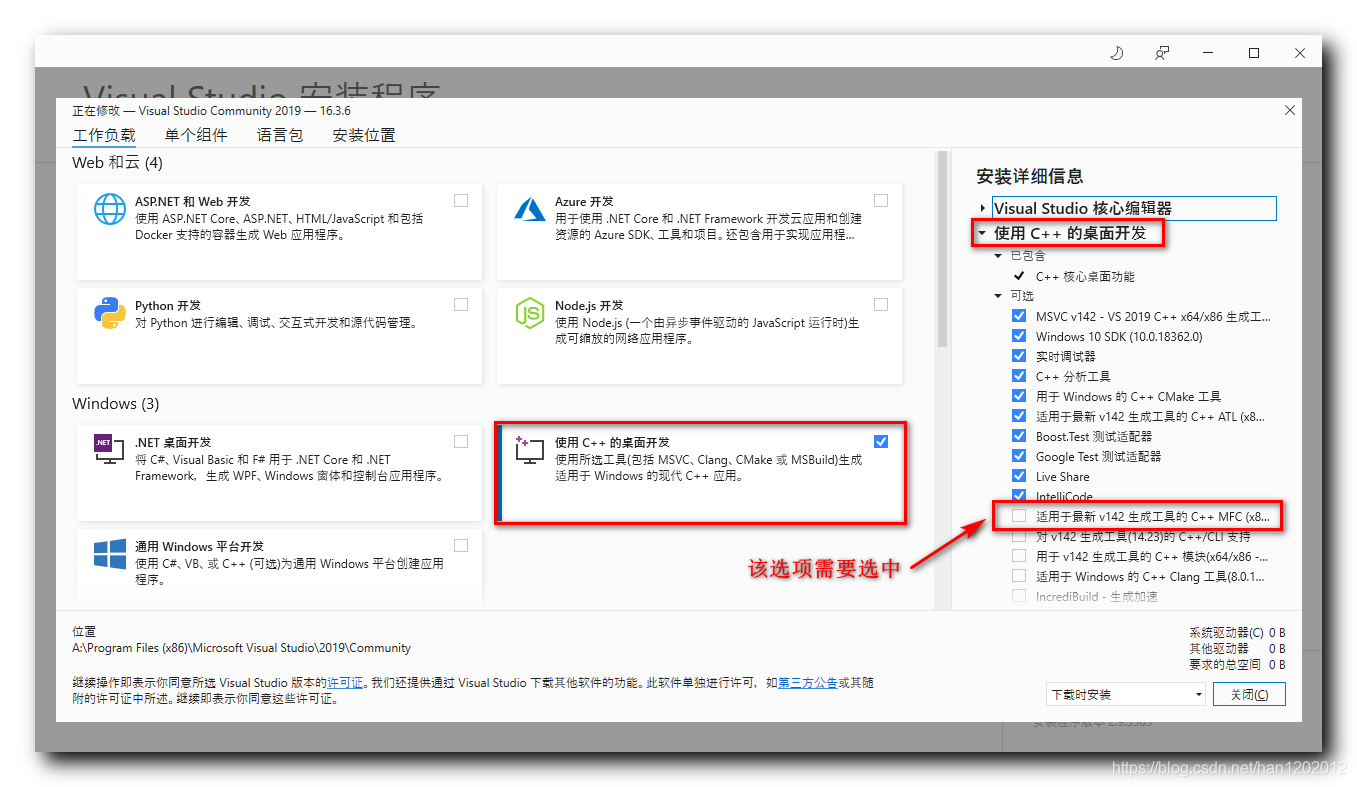 Visual Studio 安装程序
正在修改 — Visual Studio Community 2019 — 16.3.6
工作负载 单个组件 语言包 安装位置
Web 和云 (4)
ASP.NET 和 Web 开发
使用 ASP.NET Core、ASP.NET、HTML/JavaScript 和包括
Docker 支持的容器生成 Web 应用程序。
Azure 开发
用于使用 .NET Core 和 .NET Framework 开发云应用和创建
资源的 Azure SDK、工具和项目。还包含用于实现应用程...
Python 开发
对 Python 进行编辑、调试、交互式开发和源代码管理。
Node.js 开发
使用 Node.js (一个由异步事件驱动的 JavaScript 运行时)生
成可缩放的网络应用程序。
Windows (3)
.NET
.NET 桌面开发
将 C#、Visual Basic 和 F# 用于 .NET Core 和 .NET
Framework，生成 WPF、Windows 窗体和控制台应用程序。
使用 C++ 的桌面开发
使用所选工具(包括 MSVC、Clang、CMake 或 MSBuild)生成
适用于 Windows 的现代 C++ 应用。
通用 Windows 平台开发
使用 C#、VB、或 C++ (可选)为通用 Windows 平台创建应用
程序。
安装详细信息
Visual Studio 核心编辑器
使用 C++ 的桌面开发
已包含
C++ 核心桌面功能
可选
MSVC v142 - VS 2019 C++ x64/x86 生成工...
Windows 10 SDK (10.0.18362.0)
实时调试器
C++ 分析工具
用于 Windows 的 C++ CMake 工具
适用于最新 v142 生成工具的 C++ ATL (x8...
Boost.Test 测试适配器
Google Test 测试适配器
Live Share
IntelliCode
适用于最新 v142 生成工具的 C++ MFC (x8...
对 v142 生成工具(14.23)的 C++/CLI 支持
用于 v142 生成工具的 C++ 模块(x64/x86 -...
适用于 Windows 的 C++ Clang 工具(8.0.1...
IncrediBuild - 生成加速
该选项需要选中
位置
A:\Program Files (x86)\Microsoft Visual Studio\2019\Community
系统驱动器(C) 0 B
其他驱动器 0 B
要求的总空间 0 B
继续操作即表示你同意所选 Visual Studio 版本的许可证。我们还提供通过 Visual Studio 下载其他软件的功能。此软件单独进行许可，如第三方公告或其随
附的许可证中所述。继续即表示你同意这些许可证。
下载时安装
关闭(C)
https://blog.csdn.net/han1202012